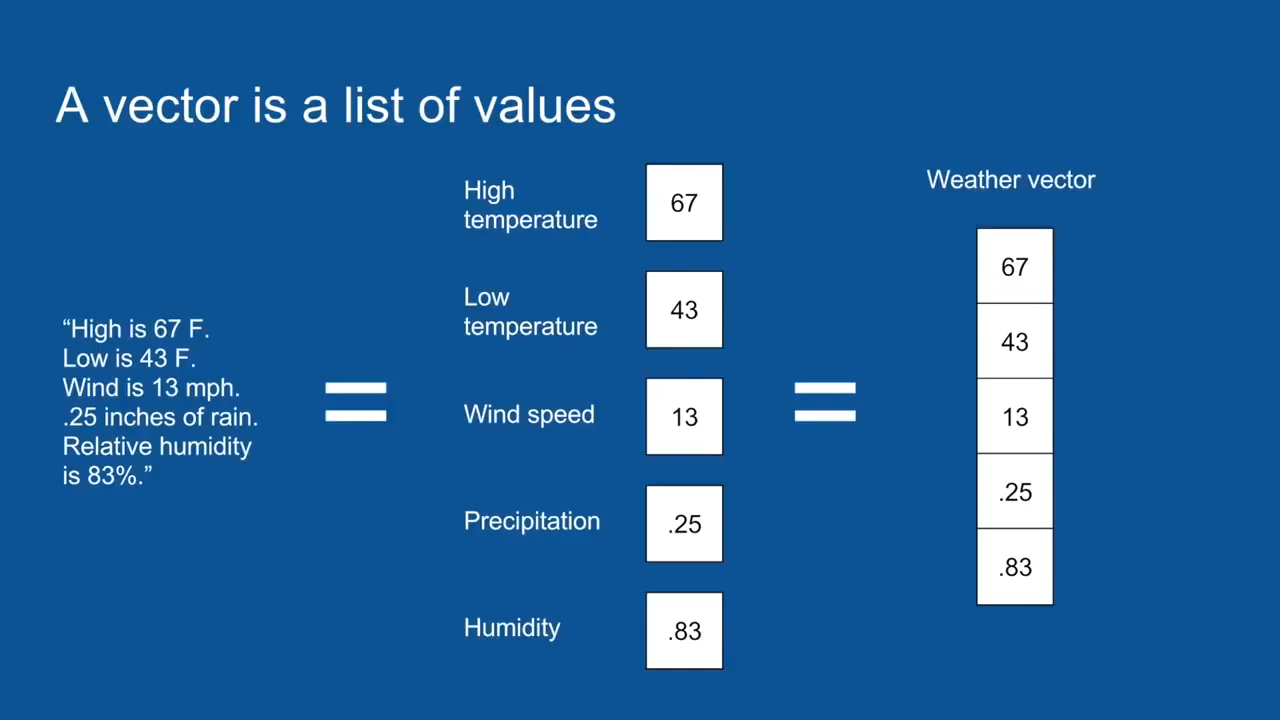 A vector is a list of values
“High is 67 F.
Low is 43 F.
Wind is 13 mph.
.25 inches of rain.
Relative humidity
is 83%.”
High
temperature
67
Low
temperature
43
Wind speed
13
Precipitation
.25
Humidity
.83
Weather vector
67
43
13
.25
.83